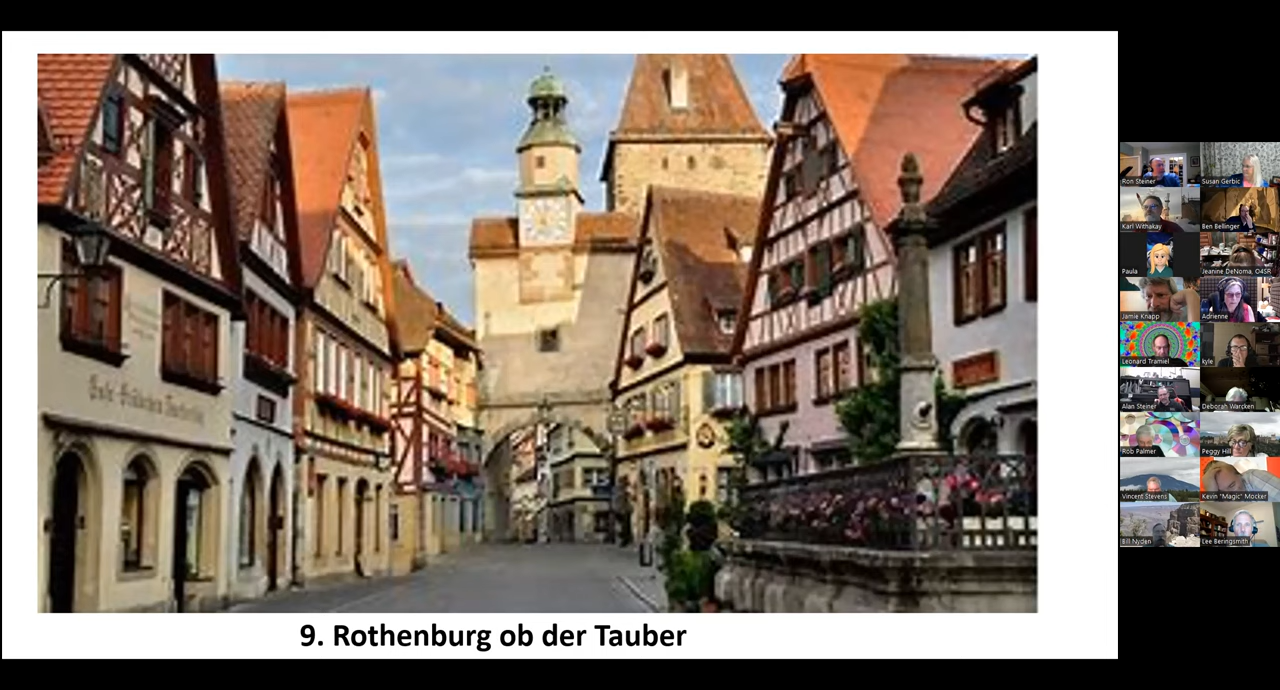 9. Rothenburg ob der Tauber
Ron Steiner
Susan Gerbic
Karl Withakay
Ben Bellinger
Paula
Jeanine DeNoma, O4SR
Jamie Knapp
Adrienne
Leonard Tramiel
kyle
Alan Steiner
Deborah Warcken
Rob Palmer
Peggy Hill
Vincent Stevens
Kevin "Magic" Mocker
Bill Nyden
Lee Beringsmith